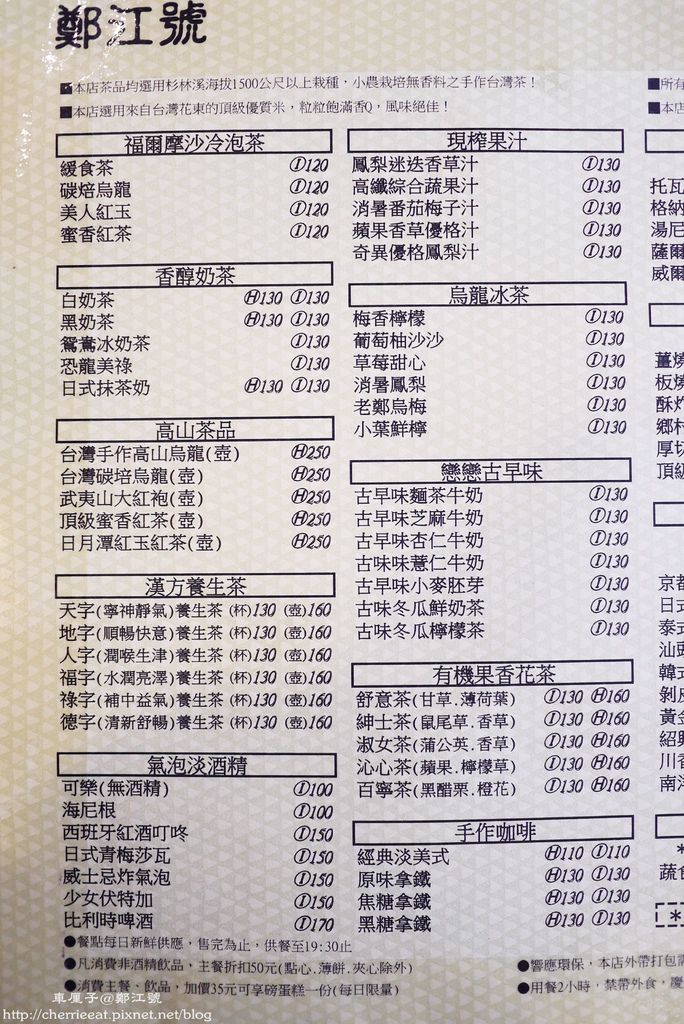 鄭江號
■本店茶品均選用杉林溪海拔1500公尺以上栽種，小農栽培無香料之手作台灣茶！
■本店選用來自台灣花東的頂級優質米，粒粒飽滿香Q，風味絕佳！
福爾摩沙冷泡茶
緩食茶 Ⓘ120
碳焙烏龍 Ⓘ120
美人紅玉 Ⓘ120
蜜香紅茶 Ⓘ120
香醇奶茶
白奶茶 Ⓗ130 Ⓘ130
黑奶茶 Ⓗ130 Ⓘ130
鴛鴦冰奶茶 Ⓘ130
恐龍美祿 Ⓘ130
日式抹茶奶 Ⓗ130 Ⓘ130
高山茶品
台灣手作高山烏龍(壺) Ⓗ250
台灣碳培烏龍(壺) Ⓗ250
武夷山大紅袍(壺) Ⓗ250
頂級蜜香紅茶(壺) Ⓗ250
日月潭紅玉紅茶(壺) Ⓗ250
漢方養生茶
天字(寧神靜氣)養生茶 (杯)130 (壺)160
地字(順暢快意)養生茶 (杯)130 (壺)160
人字(潤喉生津)養生茶 (杯)130 (壺)160
福字(水潤亮澤)養生茶 (杯)130 (壺)160
祿字(補中益氣)養生茶 (杯)130 (壺)160
德字(清新舒暢)養生茶 (杯)130 (壺)160
氣泡淡酒精
可樂(無酒精) Ⓘ100
海尼根 Ⓘ100
西班牙紅酒叮咚 Ⓘ150
日式青梅莎瓦 Ⓘ150
威士忌炸氣泡 Ⓘ150
少女伏特加 Ⓘ150
比利時啤酒 Ⓘ170
現榨果汁
鳳梨迷迭香草汁 Ⓘ130
高纖綜合蔬果汁 Ⓘ130
消暑番茄梅子汁 Ⓘ130
蘋果香草優格汁 Ⓘ130
奇異優格鳳梨汁 Ⓘ130
烏龍冰茶
梅香檸檬 Ⓘ130
葡萄柚沙沙 Ⓘ130
草莓甜心 Ⓘ130
消暑鳳梨 Ⓘ130
老鄭烏梅 Ⓘ130
小葉鮮檸 Ⓘ130
戀戀古早味
古早味麵茶牛奶 Ⓘ130
古早味芝麻牛奶 Ⓘ130
古早味杏仁牛奶 Ⓘ130
古味味薏仁牛奶 Ⓘ130
古早味小麥胚芽 Ⓘ130
古味冬瓜鮮奶茶 Ⓘ130
古味冬瓜檸檬茶 Ⓘ130
有機果香花茶
舒意茶(甘草.薄荷葉) Ⓘ130 Ⓗ160
紳士茶(鼠尾草.香草) Ⓘ130 Ⓗ160
淑女茶(蒲公英.香草) Ⓘ130 Ⓗ160
沁心茶(蘋果.檸檬草) Ⓘ130 Ⓗ160
百寧茶(黑醋栗.橙花) Ⓘ130 Ⓗ160
手作咖啡
經典淡美式 Ⓗ110 Ⓘ110
原味拿鐵 Ⓗ130 Ⓘ130
焦糖拿鐵 Ⓗ130 Ⓘ130
黑糖拿鐵 Ⓗ130 Ⓘ130
■所有
■本店
托瓦
格納
湯尼
薩爾
威爾
薑燒
板燒
酥炸
鄉村
厚切
頂級
京都
日式
泰式
汕頭
韓式
剝皮
黃金
紹興
川香
南洋
*
蔬食
*
●餐點每日新鮮供應，售完為止，供餐至19:30止
●凡消費非酒精飲品，主餐折扣50元(點心.薄餅.夾心除外)
●消費主餐、飲品，加價35元可享磅蛋糕一份(每日限量)
●響應環保，本店外帶打包需
●用餐2小時，禁帶外食，
車厘子@鄭江號
http://cherrieeat.pixnet.net/blog